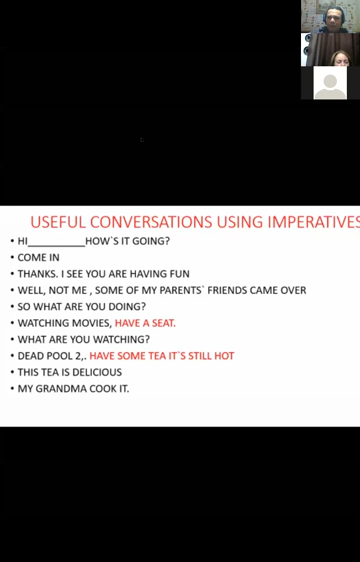 USEFUL CONVERSATIONS USING IMPERATIVES
• HI__________HOW`S IT GOING?
• COME IN
• THANKS. I SEE YOU ARE HAVING FUN
• WELL, NOT ME , SOME OF MY PARENTS` FRIENDS CAME OVER
• SO WHAT ARE YOU DOING?
• WATCHING MOVIES, HAVE A SEAT.
• WHAT ARE YOU WATCHING?
• DEAD POOL 2,. HAVE SOME TEA IT`S STILL HOT
• THIS TEA IS DELICIOUS
• MY GRANDMA COOK IT.